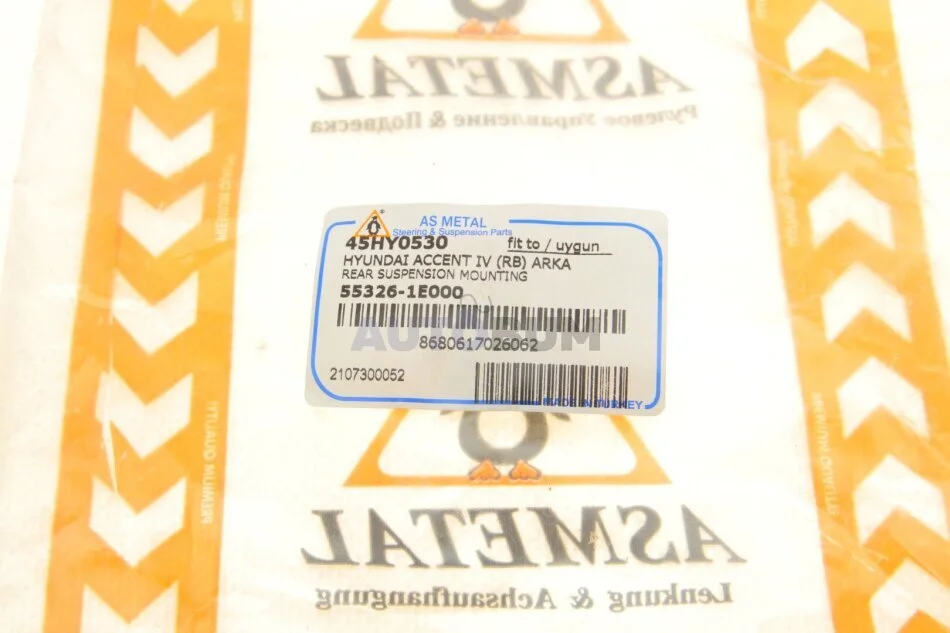 ASMETAL
Рулевое Управление & Подвеска
AS METAL
Steering & Suspension Parts
45HY0530 fit to / uygun
HYUNDAI ACCENT IV (RB) ARKA
REAR SUSPENSION MOUNTING
55326-1E000
8680617026062
2107300052
MADE IN TURKEY
ASMETAL
Lenkung & Achsaufhangung